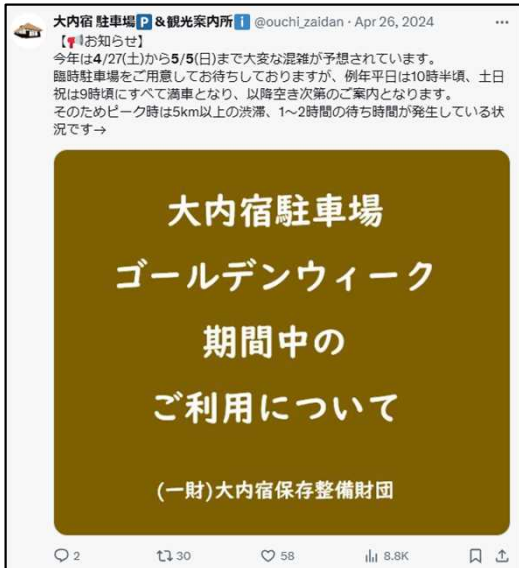 大内宿 駐車場🅿&観光案内所ℹ @ouchi_zaidan · Apr 26, 2024
【📢お知らせ】
今年は4/27(土)から5/5(日)まで大変な混雑が予想されています。
臨時駐車場をご用意してお待ちしておりますが、例年平日は10時半頃、土日
祝は9時頃にすべて満車となり、以降空き次第のご案内となります。
そのためピーク時は5km以上の渋滞、1〜2時間の待ち時間が発生している状
況です→
大内宿駐車場
ゴールデンウィーク
期間中の
ご利用について
(一財)大内宿保存整備財団
2 30 58 8.8K